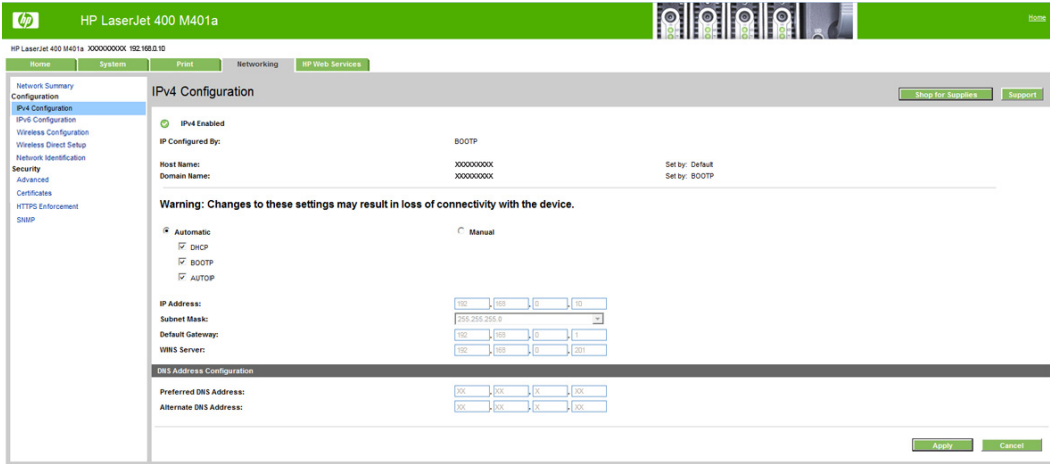 hp HP LaserJet 400 M401a Home
HP LaserJet 400 M401a XXXXXXXXX 192.168.0.10
Home System Print Networking HP Web Services
Network Summary
Configuration
IPv4 Configuration
IPv6 Configuration
Wireless Configuration
Wireless Direct Setup
Network Identification
Security
Advanced
Certificates
HTTPS Enforcement
SNMP
IPv4 Configuration
Shop for Supplies Support
IPv4 Enabled
IP Configured By: BOOTP
Host Name: XXXXXXXXX Set by: Default
Domain Name: XXXXXXXXX Set by: BOOTP
Warning: Changes to these settings may result in loss of connectivity with the device.
Automatic Manual
DHCP
BOOTP
AUTOIP
IP Address: 192 . 168 . 0 . 10
Subnet Mask: 255.255.255.0
Default Gateway: 192 . 168 . 0 . 1
WINS Server: 192 . 168 . 0 . 201
DNS Address Configuration
Preferred DNS Address: XX . XX . X . XX
Alternate DNS Address: XX . XX . X . XX
Apply Cancel